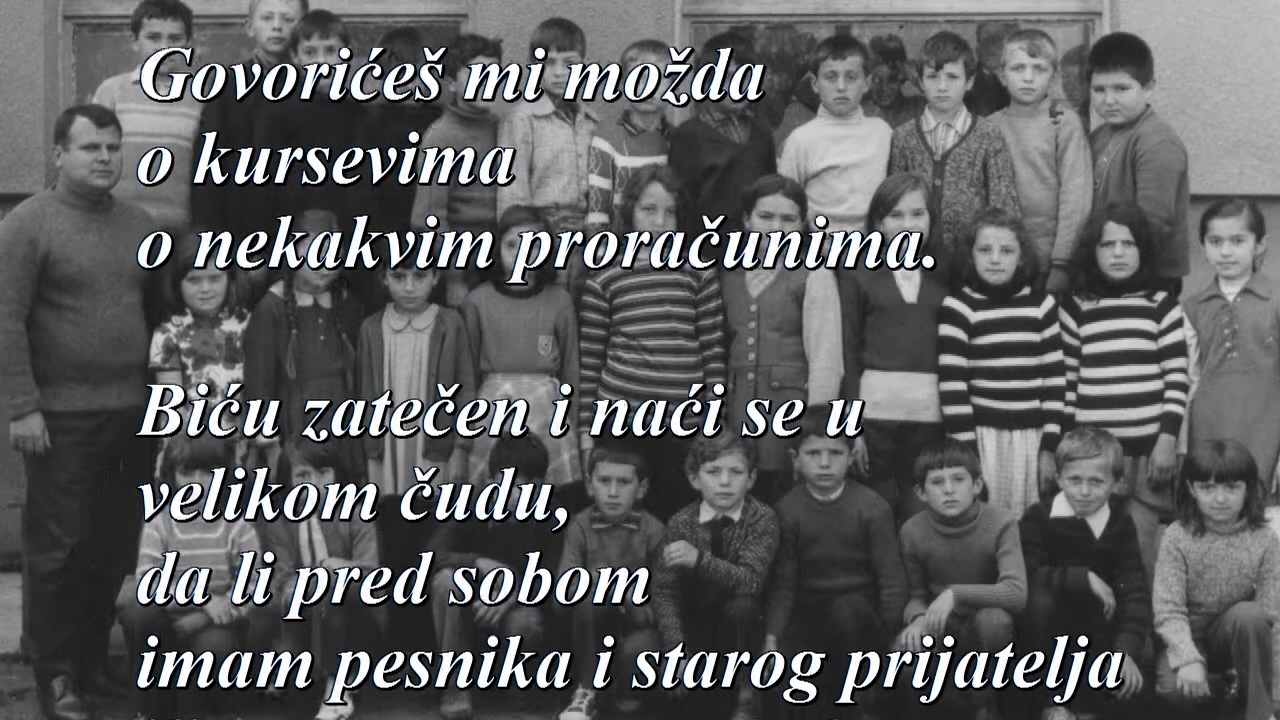 Govorićeš mi možda
o kursevima
o nekakvim proračunima.
Biću zatečen i naći se u
velikom čudu,
da li pred sobom
imam pesnika i starog prijatelja